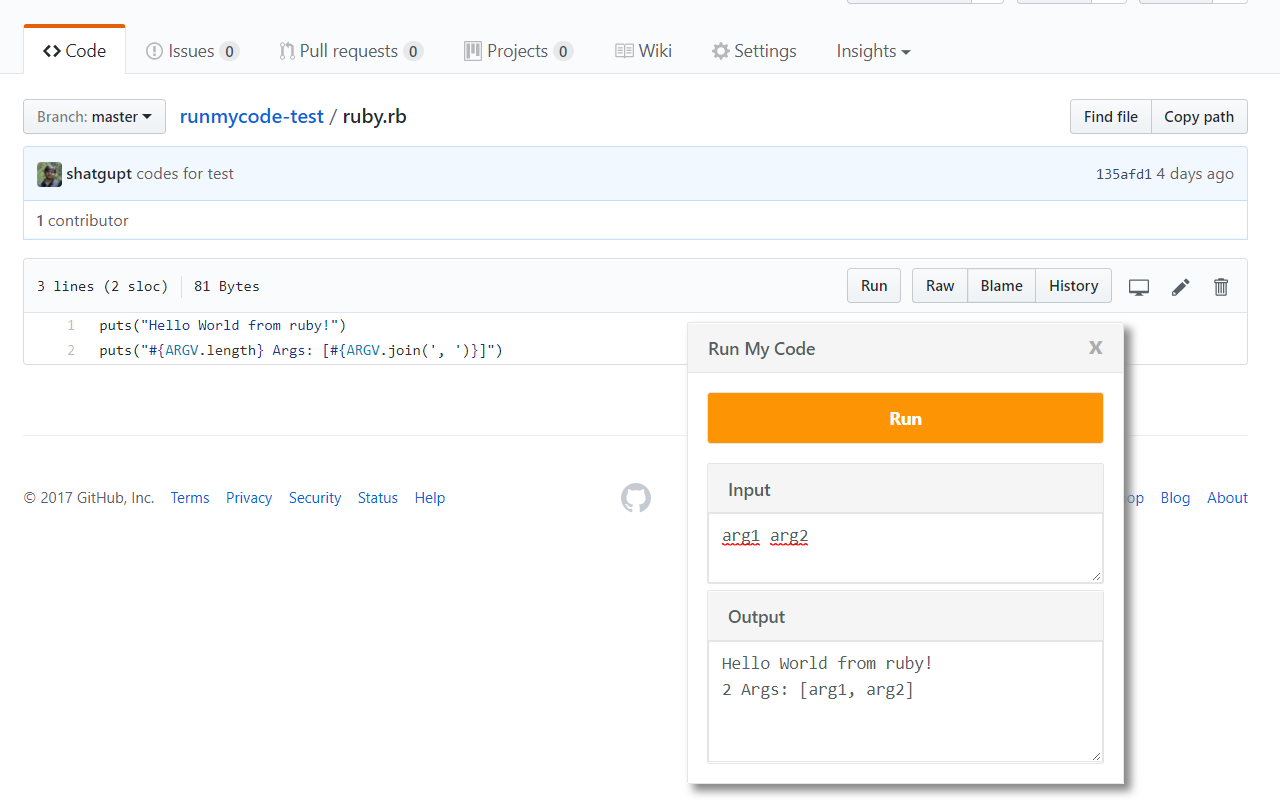 Code Issues 0 Pull requests 0 Projects 0 Wiki Settings Insights
Branch: master runmycode-test / ruby.rb Find file Copy path
shatgupt codes for test 135afd1 4 days ago
1 contributor
3 lines (2 sloc) 81 Bytes Run Raw Blame History
1 puts("Hello World from ruby!")
2 puts("#{ARGV.length} Args: [#{ARGV.join(', ')}]")
Run My Code X
Run
Input
arg1 arg2
Output
Hello World from ruby!
2 Args: [arg1, arg2]
© 2017 GitHub, Inc. Terms Privacy Security Status Help Blog About